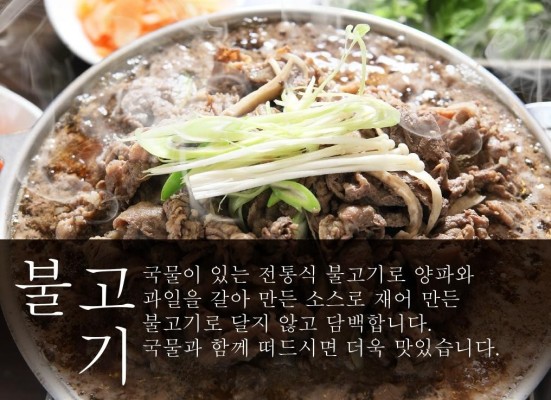 불고기
국물이 있는 전통식 불고기로 양파와
과일을 갈아 만든 소스로 재어 만든
불고기로 달지 않고 담백합니다.
국물과 함께 떠드시면 더욱 맛있습니다.